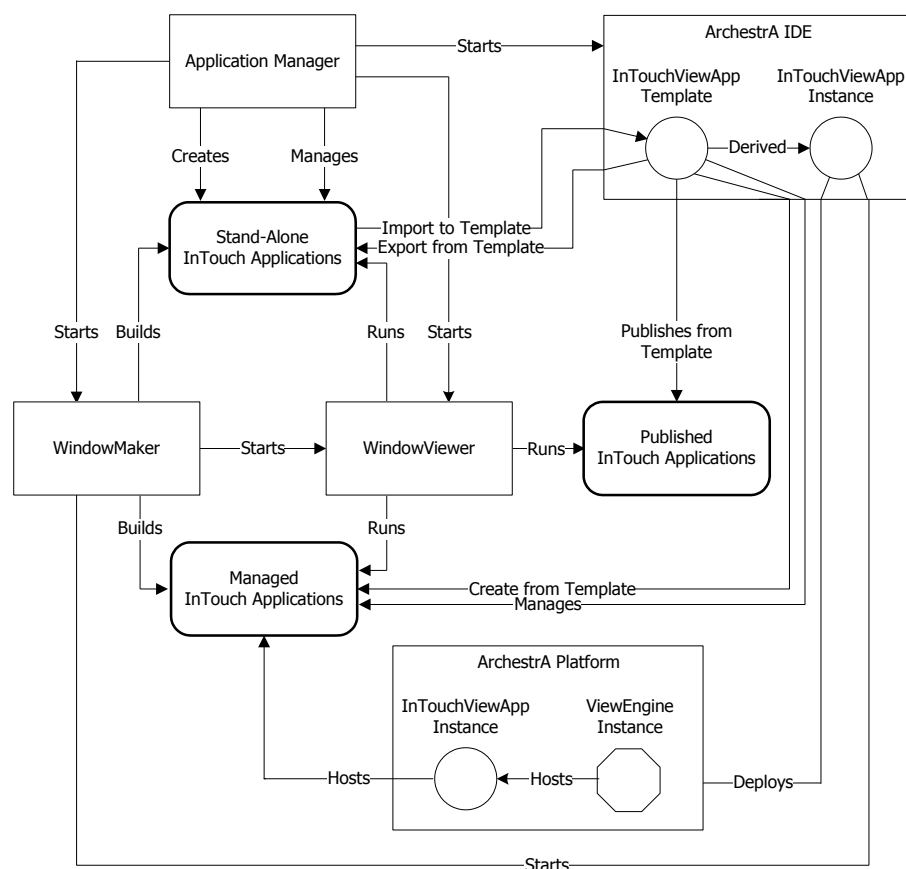 ArchestrA IDE
Application Manager
Starts
InTouchViewApp
Template
InTouchViewApp
Instance
Creates
Manages
Derived
Stand-Alone
InTouch Applications
Import to Template
Export from Template
Starts
Builds
Runs
Starts
Publishes from
Template
WindowMaker
Starts
WindowViewer
Runs
Published
InTouch Applications
Builds
Runs
Managed
InTouch Applications
Create from Template
Manages
ArchestrA Platform
InTouchViewApp
Instance
ViewEngine
Instance
Hosts
Hosts
Deploys
Starts